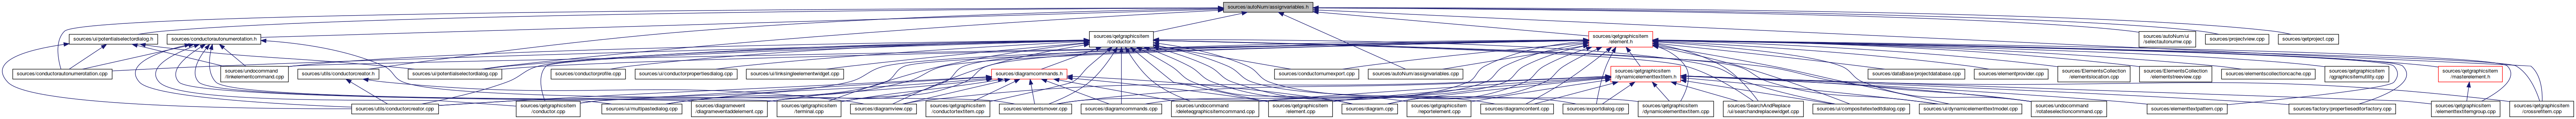 sources/autoNum/assignvariables.h
sources/ui/potentialselectordialog.h
sources/conductorautonumerotation.h
sources/qetgraphicsitem
/conductor.h
sources/qetgraphicsitem
/element.h
sources/autoNum/ui
/selectautonumw.cpp
sources/projectview.cpp
sources/qetproject.cpp
sources/conductorautonumerotation.cpp
sources/undocommand
/linkelementcommand.cpp
sources/utils/conductorcreator.h
sources/ui/potentialselectordialog.cpp
sources/conductorprofile.cpp
sources/ui/conductorpropertiesdialog.cpp
sources/ui/linksingleelementwidget.cpp
sources/diagramcommands.h
sources/conductornumexport.cpp
sources/autoNum/assignvariables.cpp
sources/qetgraphicsitem
/dynamicelementtextitem.h
sources/dataBase/projectdatabase.cpp
sources/elementprovider.cpp
sources/ElementsCollection
/elementslocation.cpp
sources/ElementsCollection
/elementstreeview.cpp
sources/elementscollectioncache.cpp
sources/qetgraphicsitem
/qgraphicsitemutility.cpp
sources/qetgraphicsitem
/masterelement.h
sources/utils/conductorcreator.cpp
sources/qetgraphicsitem
/conductor.cpp
sources/ui/multipastedialog.cpp
sources/diagramevent
/diagrameventaddelement.cpp
sources/qetgraphicsitem
/terminal.cpp
sources/diagramview.cpp
sources/qetgraphicsitem
/conductortextitem.cpp
sources/elementsmover.cpp
sources/diagramcommands.cpp
sources/undocommand
/deleteqgraphicsitemcommand.cpp
sources/qetgraphicsitem
/element.cpp
sources/diagram.cpp
sources/qetgraphicsitem
/reportelement.cpp
sources/diagramcontent.cpp
sources/exportdialog.cpp
sources/qetgraphicsitem
/dynamicelementtextitem.cpp
sources/SearchAndReplace
/ui/searchandreplacewidget.cpp
sources/ui/compositetexteditdialog.cpp
sources/ui/dynamicelementtextmodel.cpp
sources/undocommand
/rotateselectioncommand.cpp
sources/elementtextpattern.cpp
sources/factory/propertieseditorfactory.cpp
sources/qetgraphicsitem
/elementtextitemgroup.cpp
sources/qetgraphicsitem
/crossrefitem.cpp